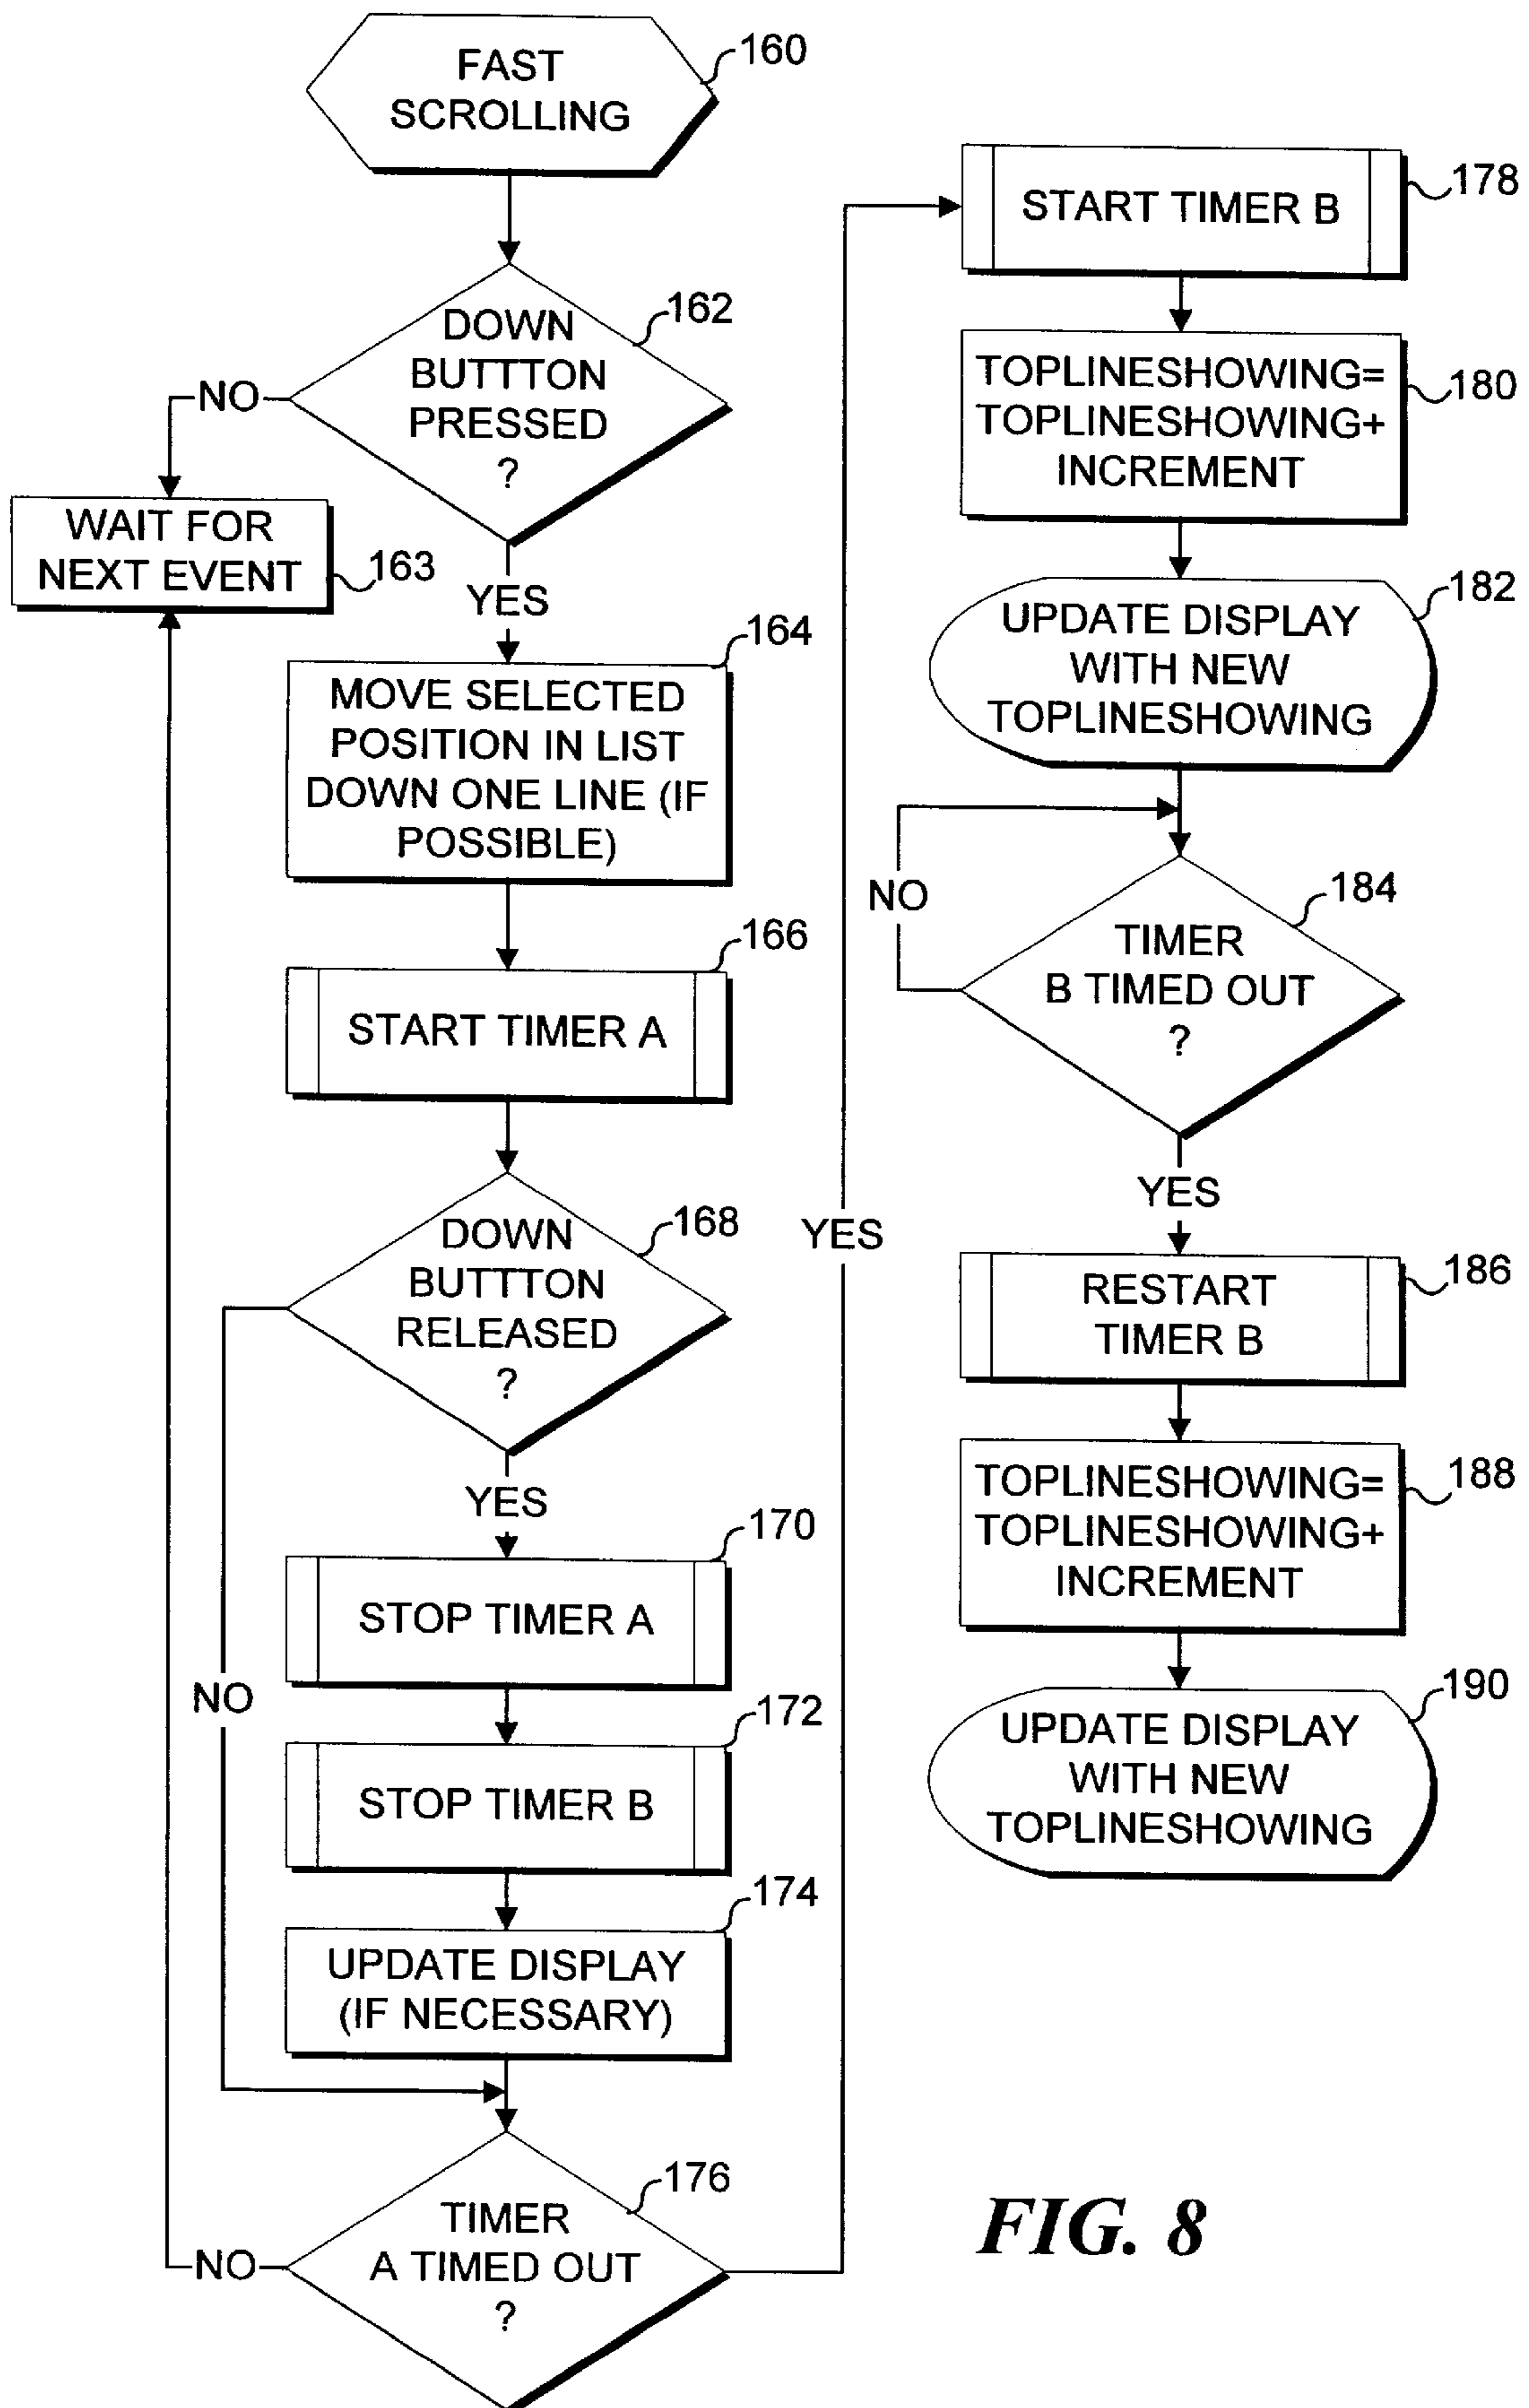 FAST
SCROLLING
160
DOWN
BUTTTON
PRESSED
?
162
NO
WAIT FOR
NEXT EVENT
163
YES
164
MOVE SELECTED
POSITION IN LIST
DOWN ONE LINE (IF
POSSIBLE)
166
START TIMER A
DOWN
BUTTTON
RELEASED
?
168
NO
YES
170
STOP TIMER A
172
STOP TIMER B
174
UPDATE DISPLAY
(IF NECESSARY)
176
TIMER
A TIMED OUT
?
NO
YES
START TIMER B
178
TOPLINESHOWING=
TOPLINESHOWING+
INCREMENT
180
182
UPDATE DISPLAY
WITH NEW
TOPLINESHOWING
NO
184
TIMER
B TIMED OUT
?
YES
RESTART
TIMER B
186
TOPLINESHOWING=
TOPLINESHOWING+
INCREMENT
188
190
UPDATE DISPLAY
WITH NEW
TOPLINESHOWING
FIG. 8